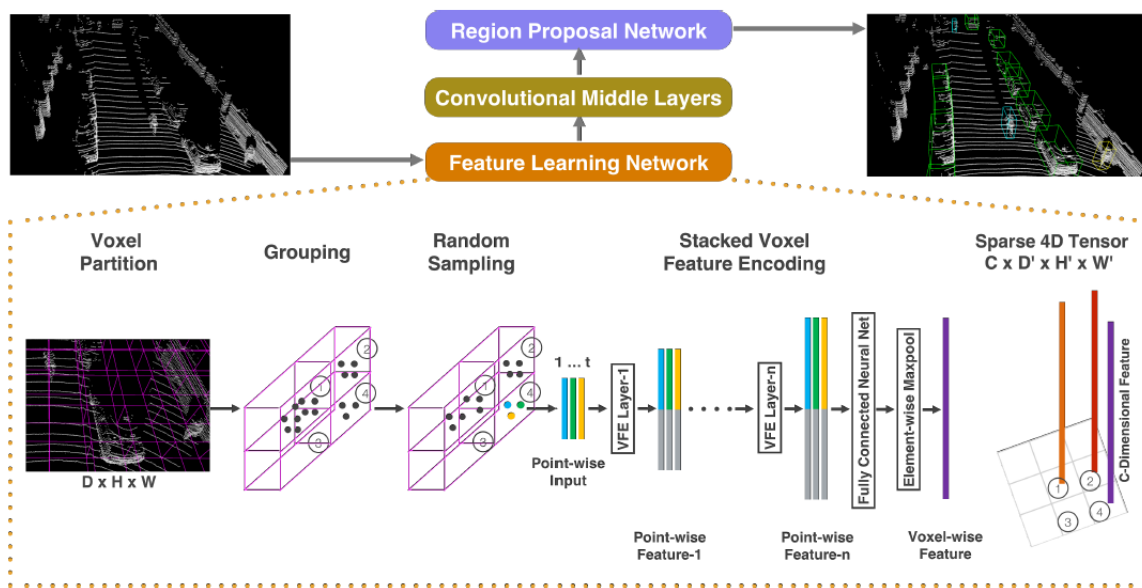 Region Proposal Network
Convolutional Middle Layers
Feature Learning Network
Voxel
Partition
Grouping
Random
Sampling
Stacked Voxel
Feature Encoding
Sparse 4D Tensor
C x D' x H' x W'
D x H x W
1
2
3
4
1
2
3
4
1 ... t
Point-wise
Input
VFE Layer-1
Point-wise
Feature-1
VFE Layer-n
Point-wise
Feature-n
Fully Connected Neural Net
Element-wise Maxpool
Voxel-wise
Feature
C-Dimensional Feature
1
2
3
4